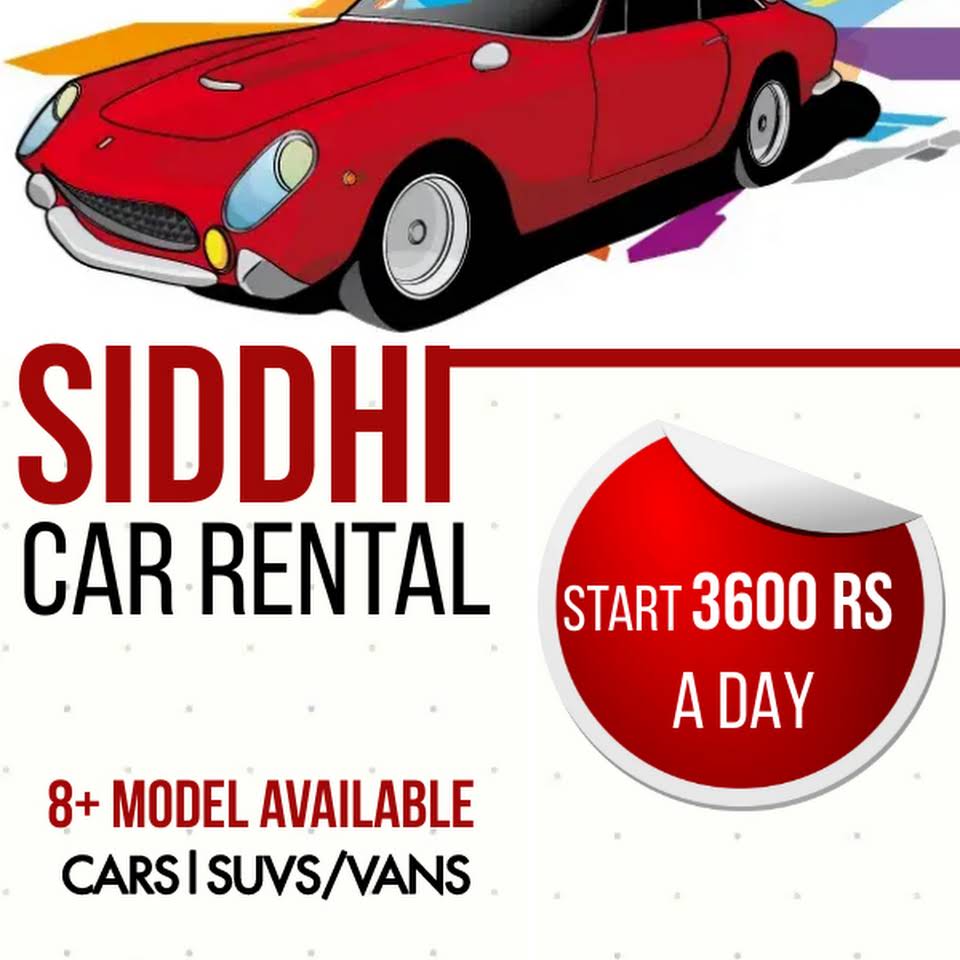 SIDDHI
CAR RENTAL
START 3600 RS
A DAY
8+ MODEL AVAILABLE
CARS | SUVS/VANS